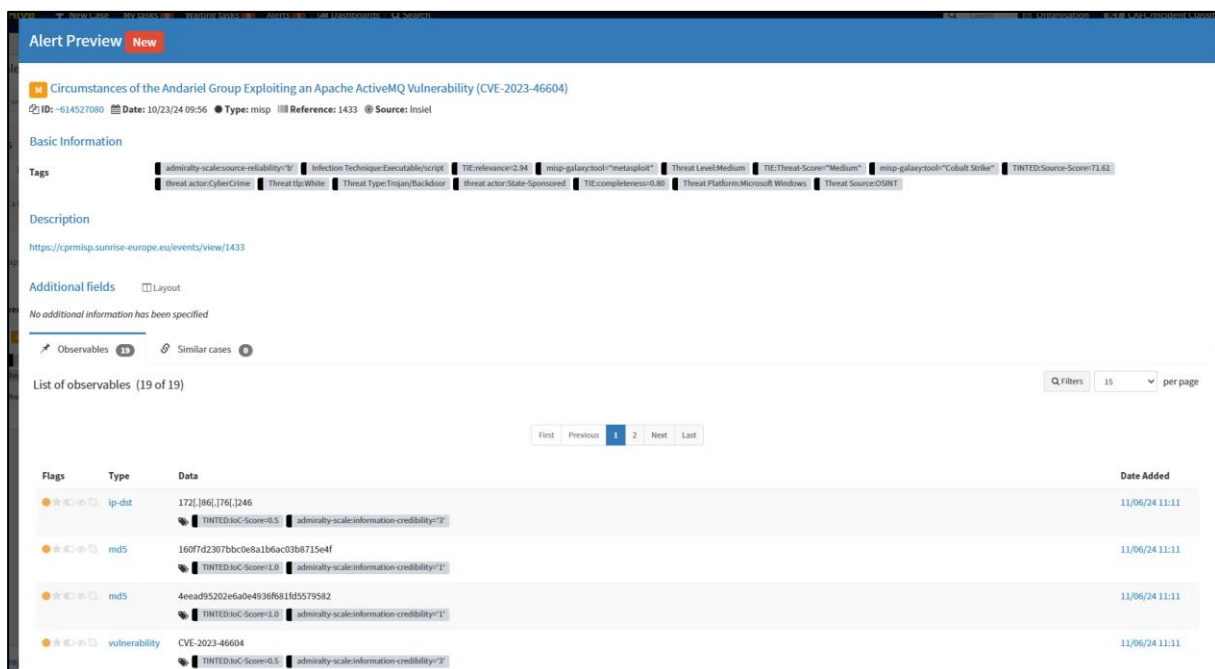 + New Case My tasks Waiting tasks Alerts Dashboards Search Organisation
Alert Preview New
M Circumstances of the Andariel Group Exploiting an Apache ActiveMQ Vulnerability (CVE-2023-46604)
ID: ~614527080 Date: 10/23/24 09:56 Type: misp Reference: 1433 Source: Insiel
Basic Information
Tags
admiralty-scale:source-reliability='b' Infection Technique:Executable/script TIE:relevance=2.94 misp-galaxy:tool="metasploit" Threat Level:Medium TIE:Threat-Score="Medium" misp-galaxy:tool="Cobalt Strike" TINTED:Source-Score=71.61
threat actor:CyberCrime Threat tlp:White Threat Type:Trojan/Backdoor threat actor:State-Sponsored TIE:completeness=0.80 Threat Platform:Microsoft Windows Threat Source:OSINT
Description
https://cprmisp.sunrise-europe.eu/events/view/1433
Additional fields Layout
No additional information has been specified
Observables 19 Similar cases 0
List of observables (19 of 19) Filters 15 per page
First Previous 1 2 Next Last
Flags Type Data Date Added
ip-dst 172[.]86[.]76[.]246 11/06/24 11:11
TINTED:IoC-Score=0.5 admiralty-scale:information-credibility='3'
md5 160f7d2307bbc0e8a1b6ac03b8715e4f 11/06/24 11:11
TINTED:IoC-Score=1.0 admiralty-scale:information-credibility='1'
md5 4eead95202e6a0e4936f681fd5579582 11/06/24 11:11
TINTED:IoC-Score=1.0 admiralty-scale:information-credibility='1'
vulnerability CVE-2023-46604 11/06/24 11:11
TINTED:IoC-Score=0.5 admiralty-scale:information-credibility='3'